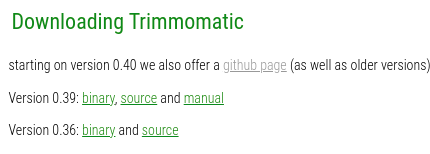 Downloading Trimmomatic
starting on version 0.40 we also offer a github page (as well as older versions)
Version 0.39: binary, source and manual
Version 0.36: binary and source